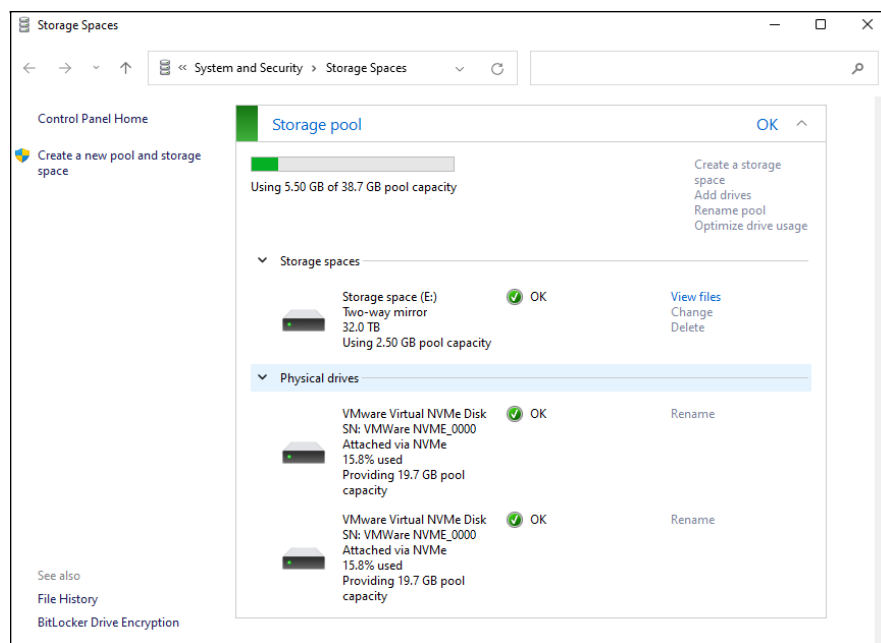 Storage Spaces
« System and Security › Storage Spaces
Control Panel Home
Create a new pool and storage
space
Storage pool OK
Using 5.50 GB of 38.7 GB pool capacity
Create a storage
space
Add drives
Rename pool
Optimize drive usage
Storage spaces
Storage space (E:) OK View files
Two-way mirror Change
32.0 TB Delete
Using 2.50 GB pool capacity
Physical drives
VMware Virtual NVMe Disk OK Rename
SN: VMWare NVME_0000
Attached via NVMe
15.8% used
Providing 19.7 GB pool
capacity
VMware Virtual NVMe Disk OK Rename
SN: VMWare NVME_0000
Attached via NVMe
15.8% used
Providing 19.7 GB pool
capacity
See also
File History
BitLocker Drive Encryption